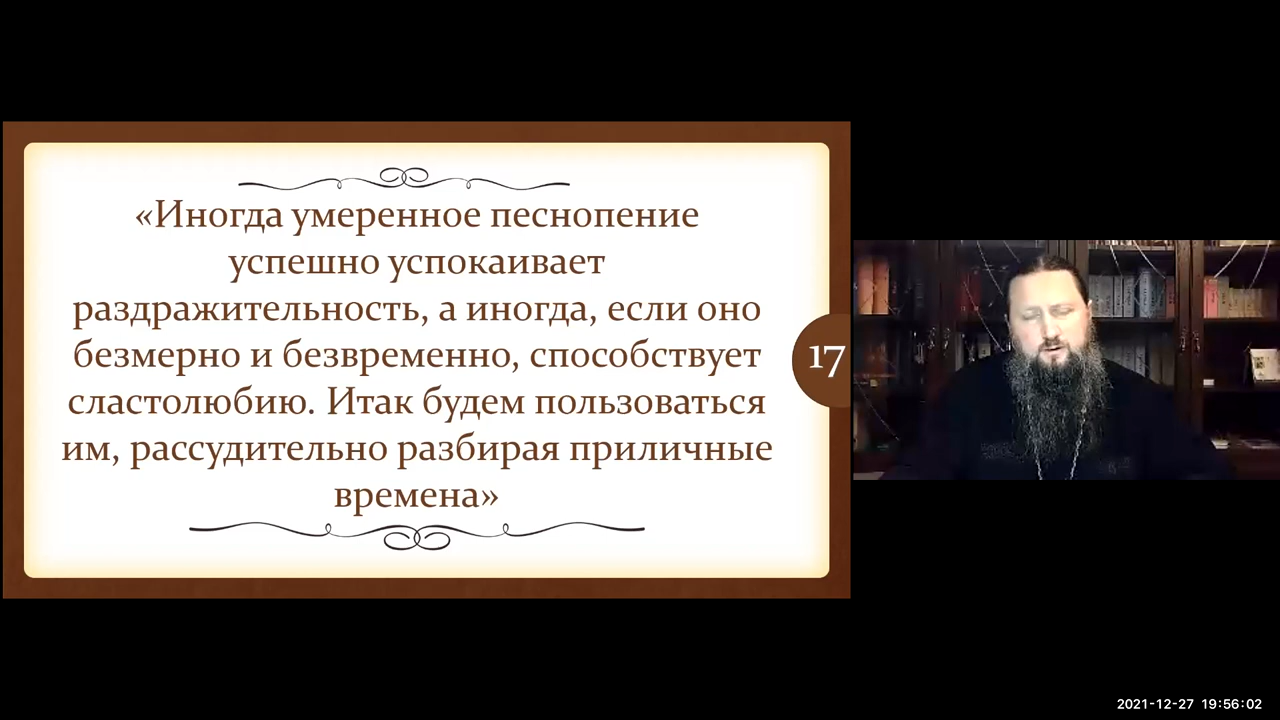 «Иногда умеренное песнопение
успешно успокаивает
раздражительность, а иногда, если оно
безмерно и безвременно, способствует
сластолюбию. Итак будем пользоваться
им, рассудительно разбирая приличные
времена»
17
2021-12-27 19:56:02